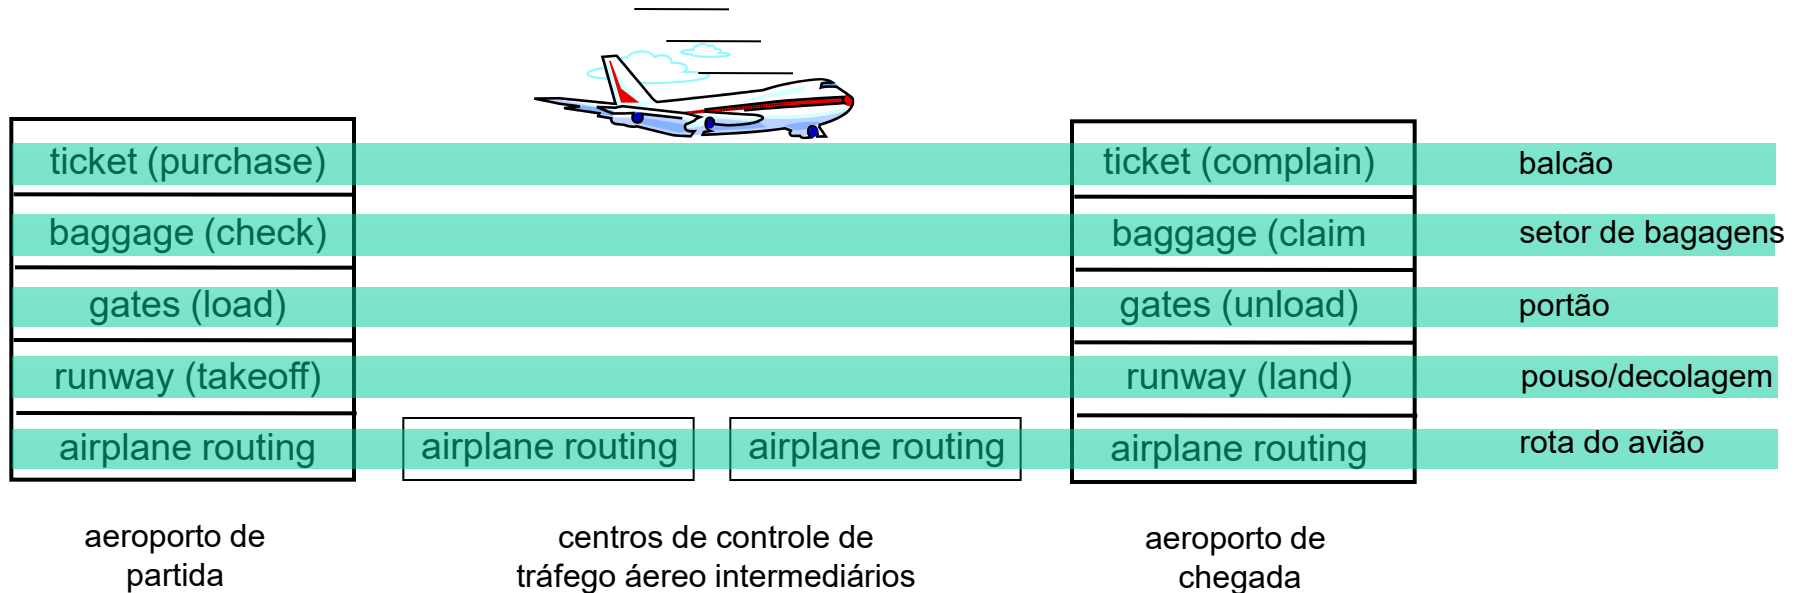 ticket (purchase)
ticket (complain)
balcão
baggage (check)
baggage (claim
setor de bagagens
gates (load)
gates (unload)
portão
runway (takeoff)
runway (land)
pouso/decolagem
airplane routing
airplane routing
airplane routing
airplane routing
rota do avião
aeroporto de
partida
centros de controle de
tráfego áereo intermediários
aeroporto de
chegada